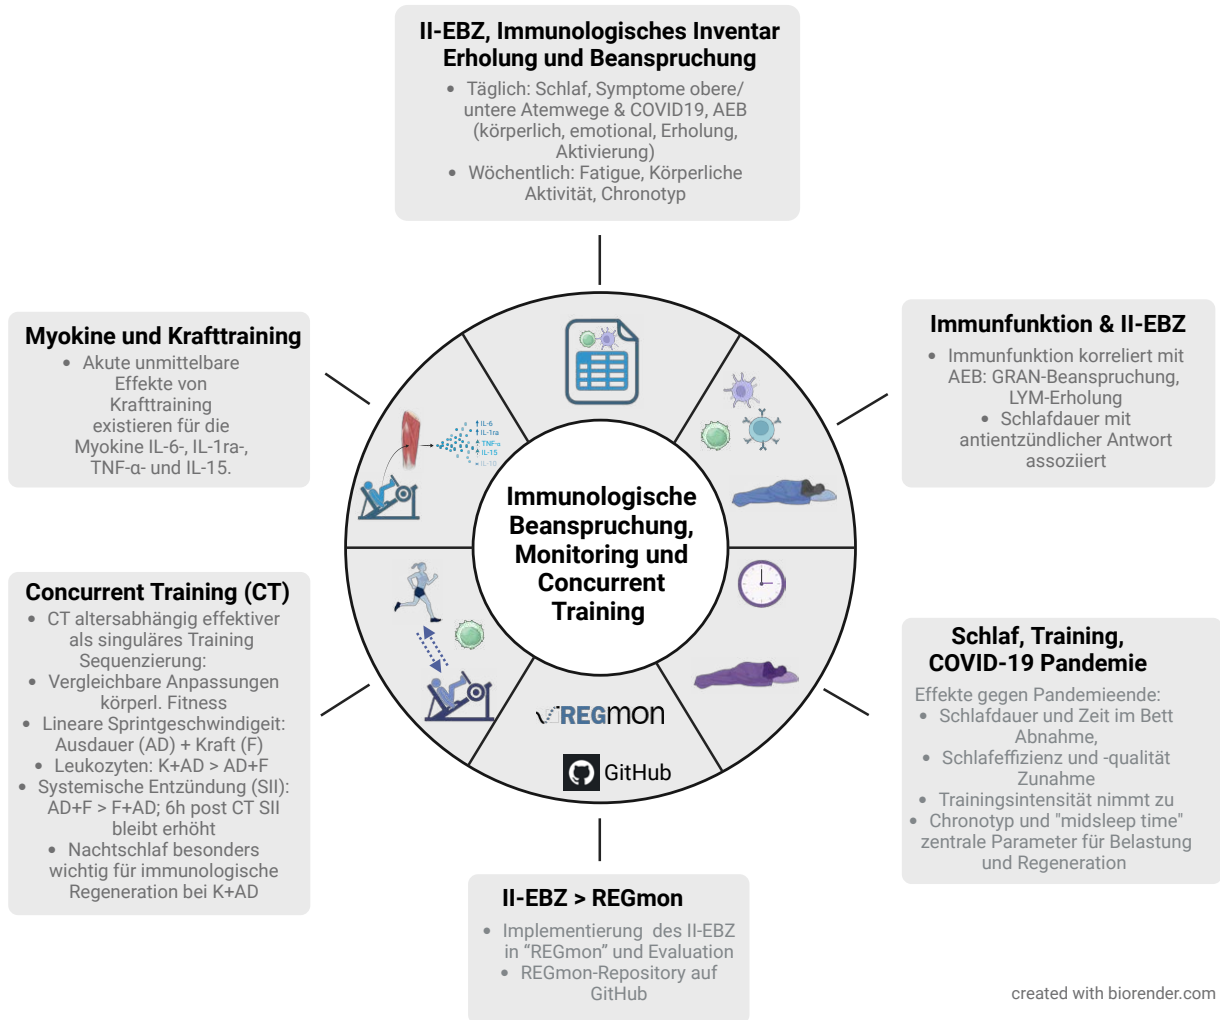 II-EBZ, Immunologisches Inventar
Erholung und Beanspruchung
• Täglich: Schlaf, Symptome obere/
untere Atemwege & COVID19, AEB
(körperlich, emotional, Erholung,
Aktivierung)
• Wöchentlich: Fatigue, Körperliche
Aktivität, Chronotyp
Myokine und Krafttraining
• Akute unmittelbare
Effekte von
Krafttraining
existieren für die
Myokine IL-6-, IL-1ra-,
TNF-α- und IL-15.
Immunfunktion & II-EBZ
• Immunfunktion korreliert mit
AEB: GRAN-Beanspruchung,
LYM-Erholung
• Schlafdauer mit
antientzündlicher Antwort
assoziiert
IL-6
IL-1ra
TNF-α
IL-15
IL-10
Immunologische
Beanspruchung,
Monitoring und
Concurrent
Training
Concurrent Training (CT)
• CT altersabhängig effektiver
als singuläres Training
Sequenzierung:
• Vergleichbare Anpassungen
körperl. Fitness
• Lineare Sprintgeschwindigeit:
Ausdauer (AD) + Kraft (F)
• Leukozyten: K+AD > AD+F
• Systemische Entzündung (SII):
AD+F > F+AD; 6h post CT SII
bleibt erhöht
• Nachtschlaf besonders
wichtig für immunologische
Regeneration bei K+AD
Schlaf, Training,
COVID-19 Pandemie
Effekte gegen Pandemieende:
• Schlafdauer und Zeit im Bett
Abnahme,
• Schlafeffizienz und -qualität
Zunahme
• Trainingsintensität nimmt zu
• Chronotyp und "midsleep time"
zentrale Parameter für Belastung
und Regeneration
REGmon
GitHub
II-EBZ > REGmon
• Implementierung des II-EBZ
in “REGmon” und Evaluation
• REGmon-Repository auf
GitHub
created with biorender.com